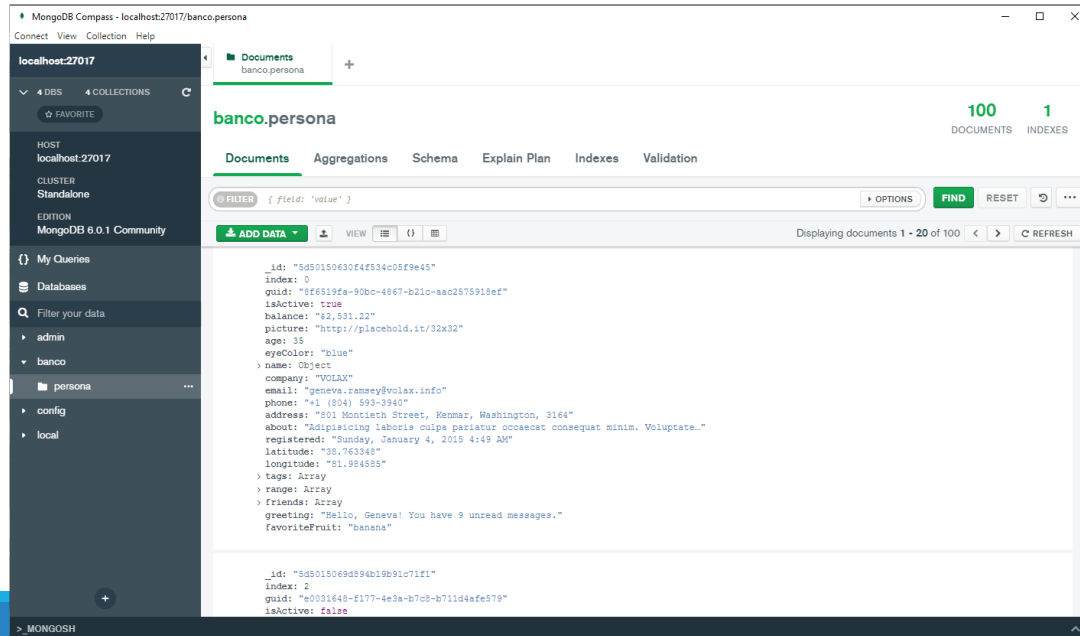 MongoDB Compass - localhost:27017/banco.persona
Connect View Collection Help
localhost:27017
4 DBS 4 COLLECTIONS
FAVORITE
HOST
localhost:27017
CLUSTER
Standalone
EDITION
MongoDB 6.0.1 Community
{} My Queries
Databases
Filter your data
admin
banco
persona ...
config
local
+
>_MONGOSH
Documents
banco.persona
+
banco.persona
100
DOCUMENTS
1
INDEXES
Documents Aggregations Schema Explain Plan Indexes Validation
FILTER { field: 'value' } OPTIONS FIND RESET ...
ADD DATA VIEW {} Displaying documents 1 - 20 of 100 < > REFRESH
_id: "5d50150630f4f534c05f9e45"
index: 0
guid: "8f6519fa-90bc-4867-b21c-aac2575918ef"
isActive: true
balance: "$2,531.22"
picture: "http://placehold.it/32x32"
age: 35
eyeColor: "blue"
> name: Object
company: "VOLAX"
email: "geneva.ramsey@volax.info"
phone: "+1 (804) 593-3940"
address: "801 Montieth Street, Kenmar, Washington, 3164"
about: "Adipisicing laboris culpa pariatur occaecat consequat minim. Voluptate…"
registered: "Sunday, January 4, 2015 4:49 AM"
latitude: "38.763348"
longitude: "81.984585"
> tags: Array
> range: Array
> friends: Array
greeting: "Hello, Geneva! You have 9 unread messages."
favoriteFruit: "banana"
_id: "5d5015069d894b19b91c71f1"
index: 2
guid: "e0031648-f177-4e3a-b7c8-b711d4afe579"
isActive: false